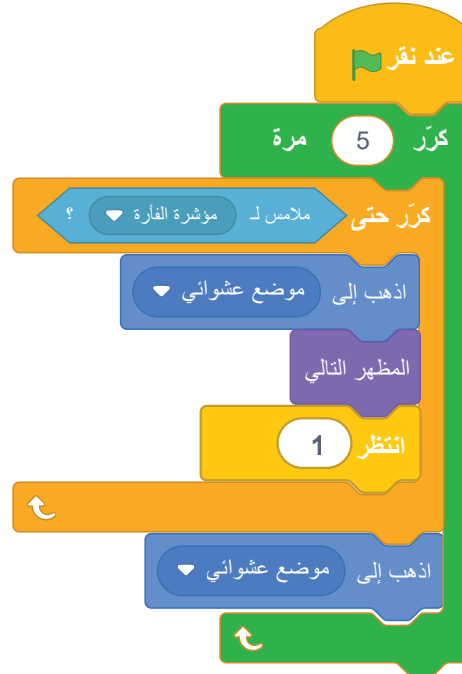 عند نقر
كرّر 5 مرة
كرّر حتى ملامس لـ مؤشرة الفأرة ؟
اذهب إلى موضع عشوائي
المظهر التالي
انتظر 1
اذهب إلى موضع عشوائي